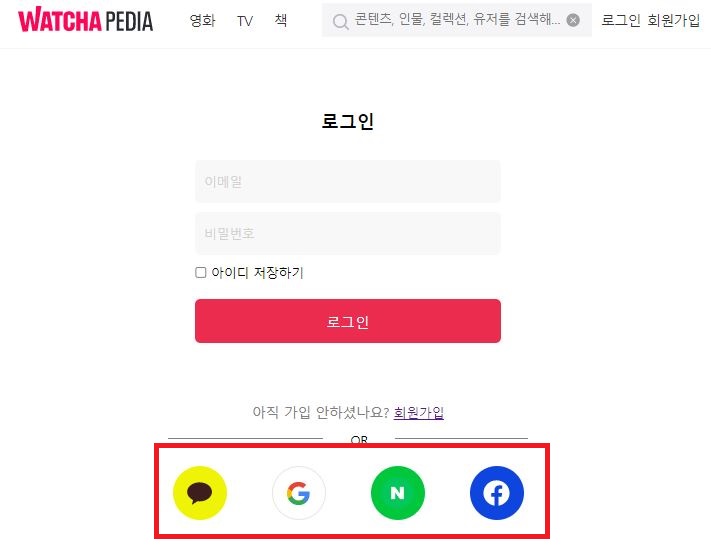 WATCHA PEDIA 영화 TV 책 콘텐츠, 인물, 컬렉션, 유저를 검색해... 로그인 회원가입
로그인
이메일
비밀번호
아이디 저장하기
로그인
아직 가입 안하셨나요? 회원가입
OR
G N f